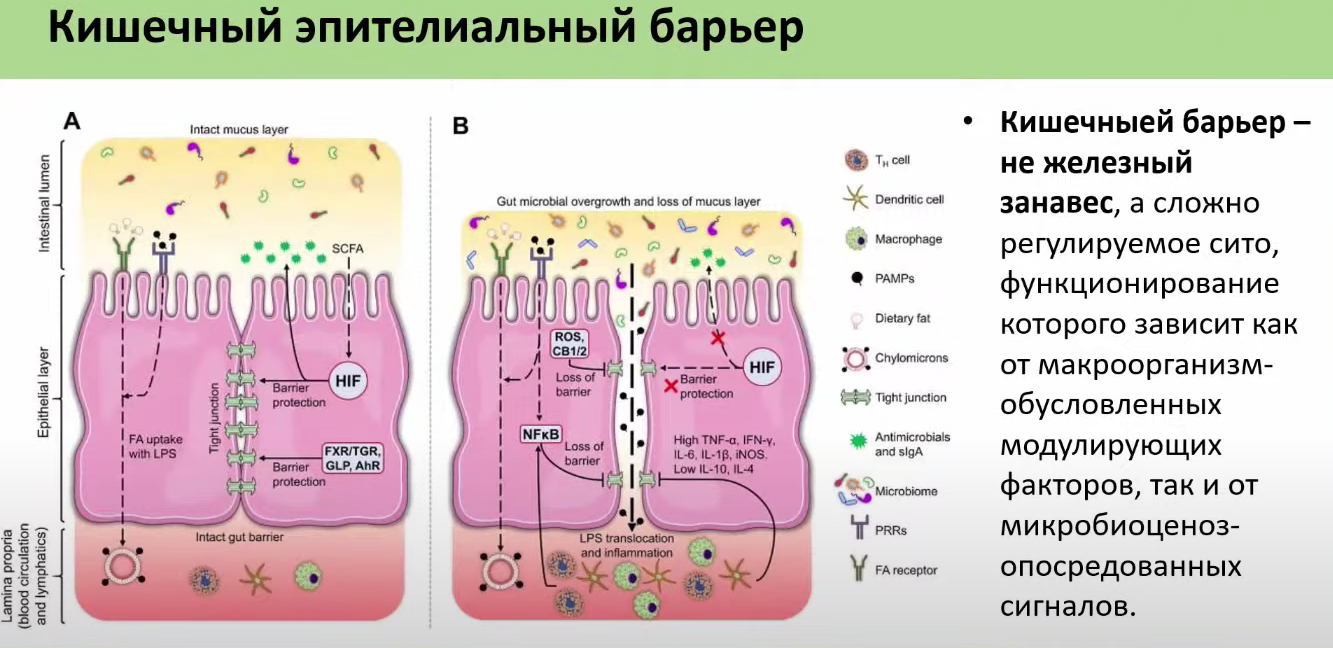 Кишечный эпителиальный барьер
A
Intact mucus layer
Intestinal lumen
SCFA
Epithelial layer
Tight junction
HIF
Barrier
protection
FA uptake
with LPS
FXR/TGR,
GLP, AhR
Barrier
protection
Intact gut barrier
Lamina propria
(blood circulation
and lymphatics)
B
Gut microbial overgrowth and loss of mucus layer
ROS,
CB1/2
Loss of
barrier
HIF
Barrier
protection
NFκB
Loss of
barrier
High TNF-α, IFN-γ,
IL-6, IL-1β, iNOS.
Low IL-10, IL-4
LPS translocation
and inflammation
TH cell
Dendritic cell
Macrophage
PAMPs
Dietary fat
Chylomicrons
Tight junction
Antimicrobials
and sIgA
Microbiome
PRRs
FA receptor
• Кишечныей барьер –
не железный
занавес, а сложно
регулируемое сито,
функционирование
которого зависит как
от макроорганизм-
обусловленных
модулирующих
факторов, так и от
микробиоценоз-
опосредованных
сигналов.